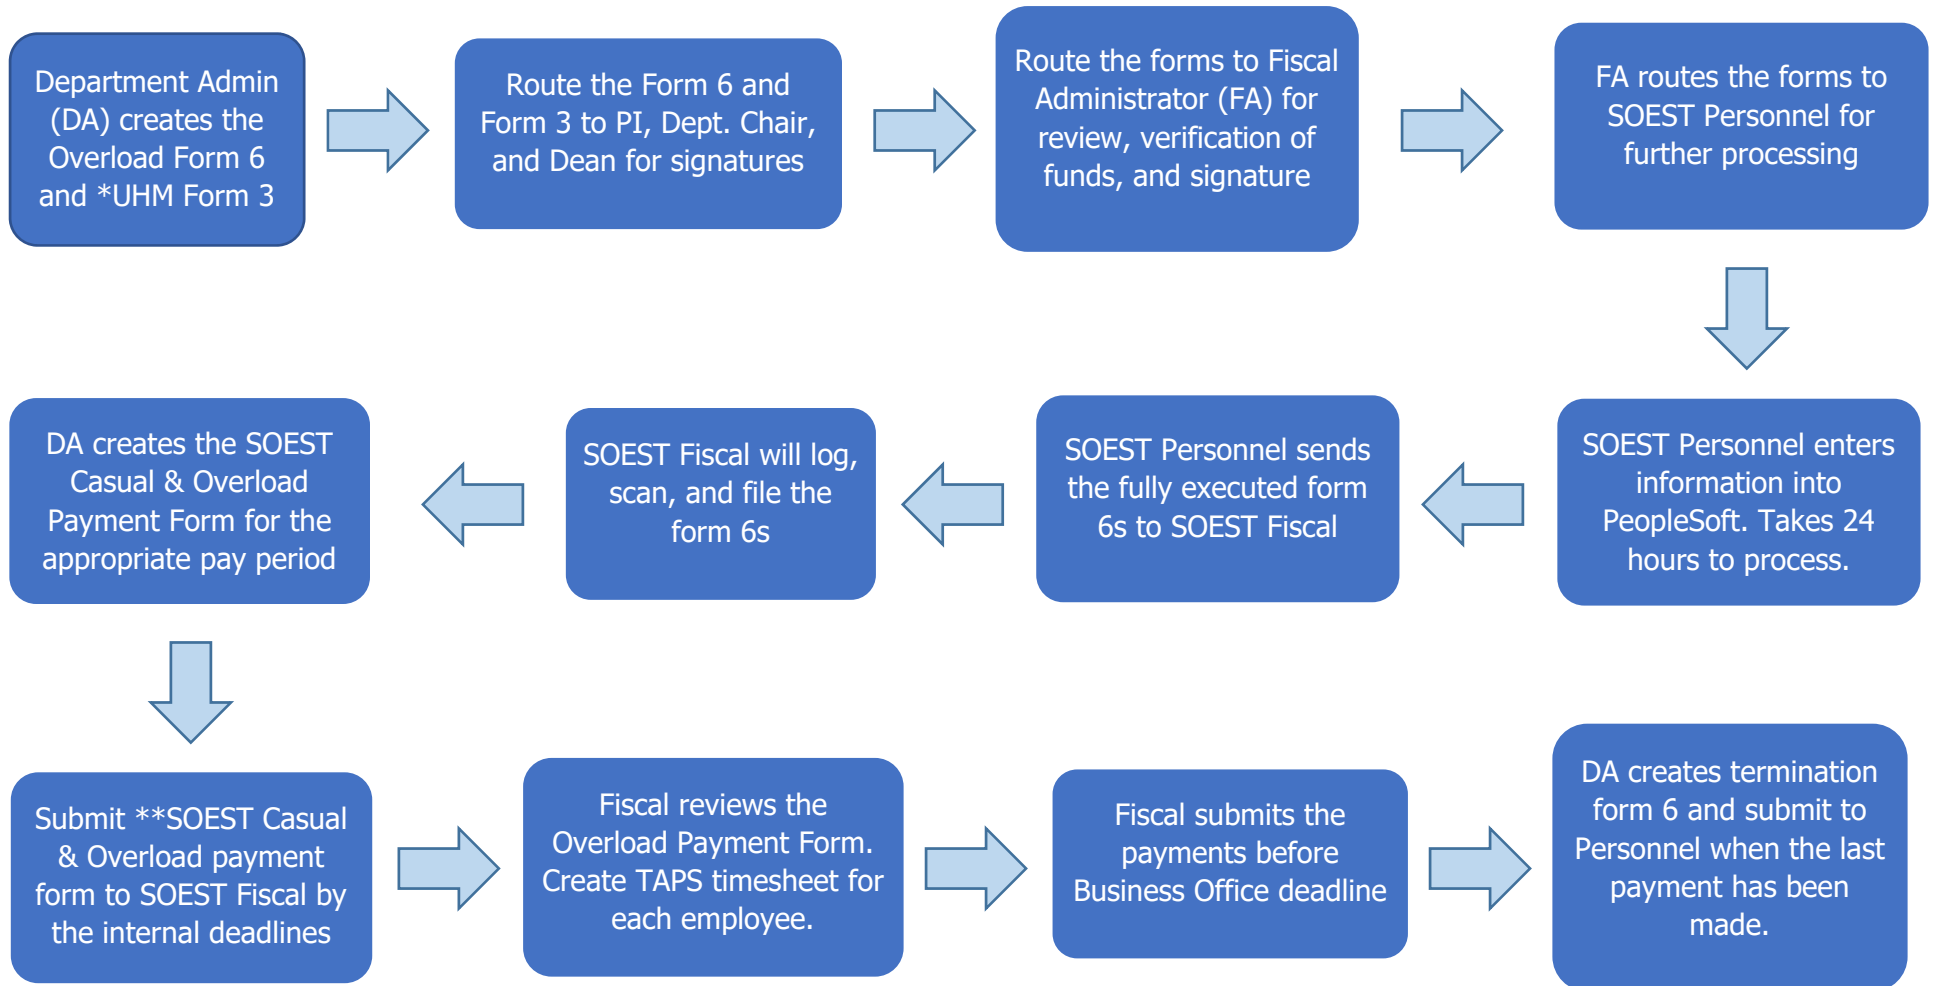 Department Admin
(DA) creates the
Overload Form 6
and *UHM Form 3
Route the Form 6 and
Form 3 to PI, Dept. Chair,
and Dean for signatures
Route the forms to Fiscal
Administrator (FA) for
review, verification of
funds, and signature
FA routes the forms to
SOEST Personnel for
further processing
SOEST Personnel enters
information into
PeopleSoft. Takes 24
hours to process.
SOEST Personnel sends
the fully executed form
6s to SOEST Fiscal
SOEST Fiscal will log,
scan, and file the
form 6s
DA creates the SOEST
Casual & Overload
Payment Form for the
appropriate pay period
Submit **SOEST Casual
& Overload payment
form to SOEST Fiscal by
the internal deadlines
Fiscal reviews the
Overload Payment Form.
Create TAPS timesheet for
each employee.
Fiscal submits the
payments before
Business Office deadline
DA creates termination
form 6 and submit to
Personnel when the last
payment has been
made.